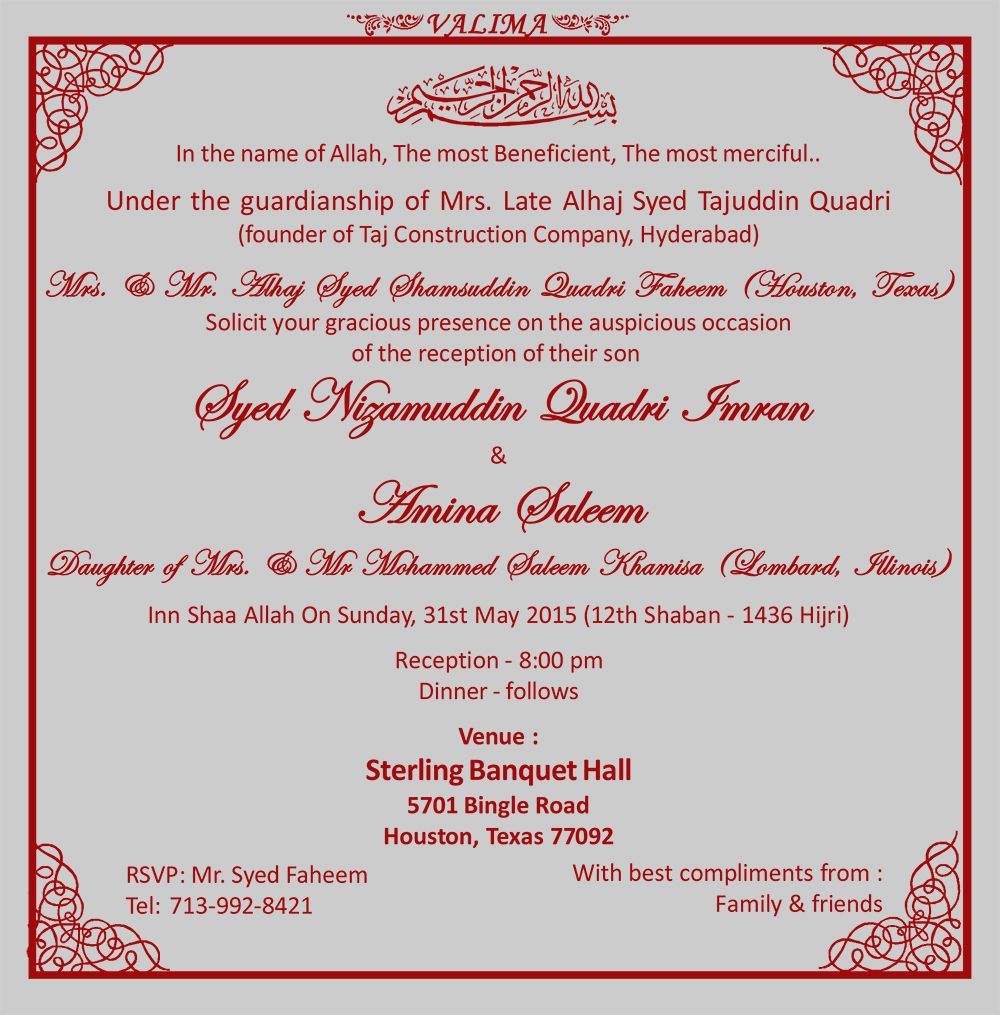 VALIMA
بسم الله الرحمن الرحيم
In the name of Allah, The most Beneficient, The most merciful..
Under the guardianship of Mrs. Late Alhaj Syed Tajuddin Quadri
(founder of Taj Construction Company, Hyderabad)
Mrs. & Mr. Alhaj Syed Shamsuddin Quadri Faheem (Houston, Texas)
Solicit your gracious presence on the auspicious occasion
of the reception of their son
Syed Nizamuddin Quadri Imran
&
Amina Saleem
Daughter of Mrs. & Mr Mohammed Saleem Khamisa (Lombard, Illinois)
Inn Shaa Allah On Sunday, 31st May 2015 (12th Shaban - 1436 Hijri)
Reception - 8:00 pm
Dinner - follows
Venue :
Sterling Banquet Hall
5701 Bingle Road
Houston, Texas 77092
RSVP: Mr. Syed Faheem
Tel: 713-992-8421
With best compliments from :
Family & friends